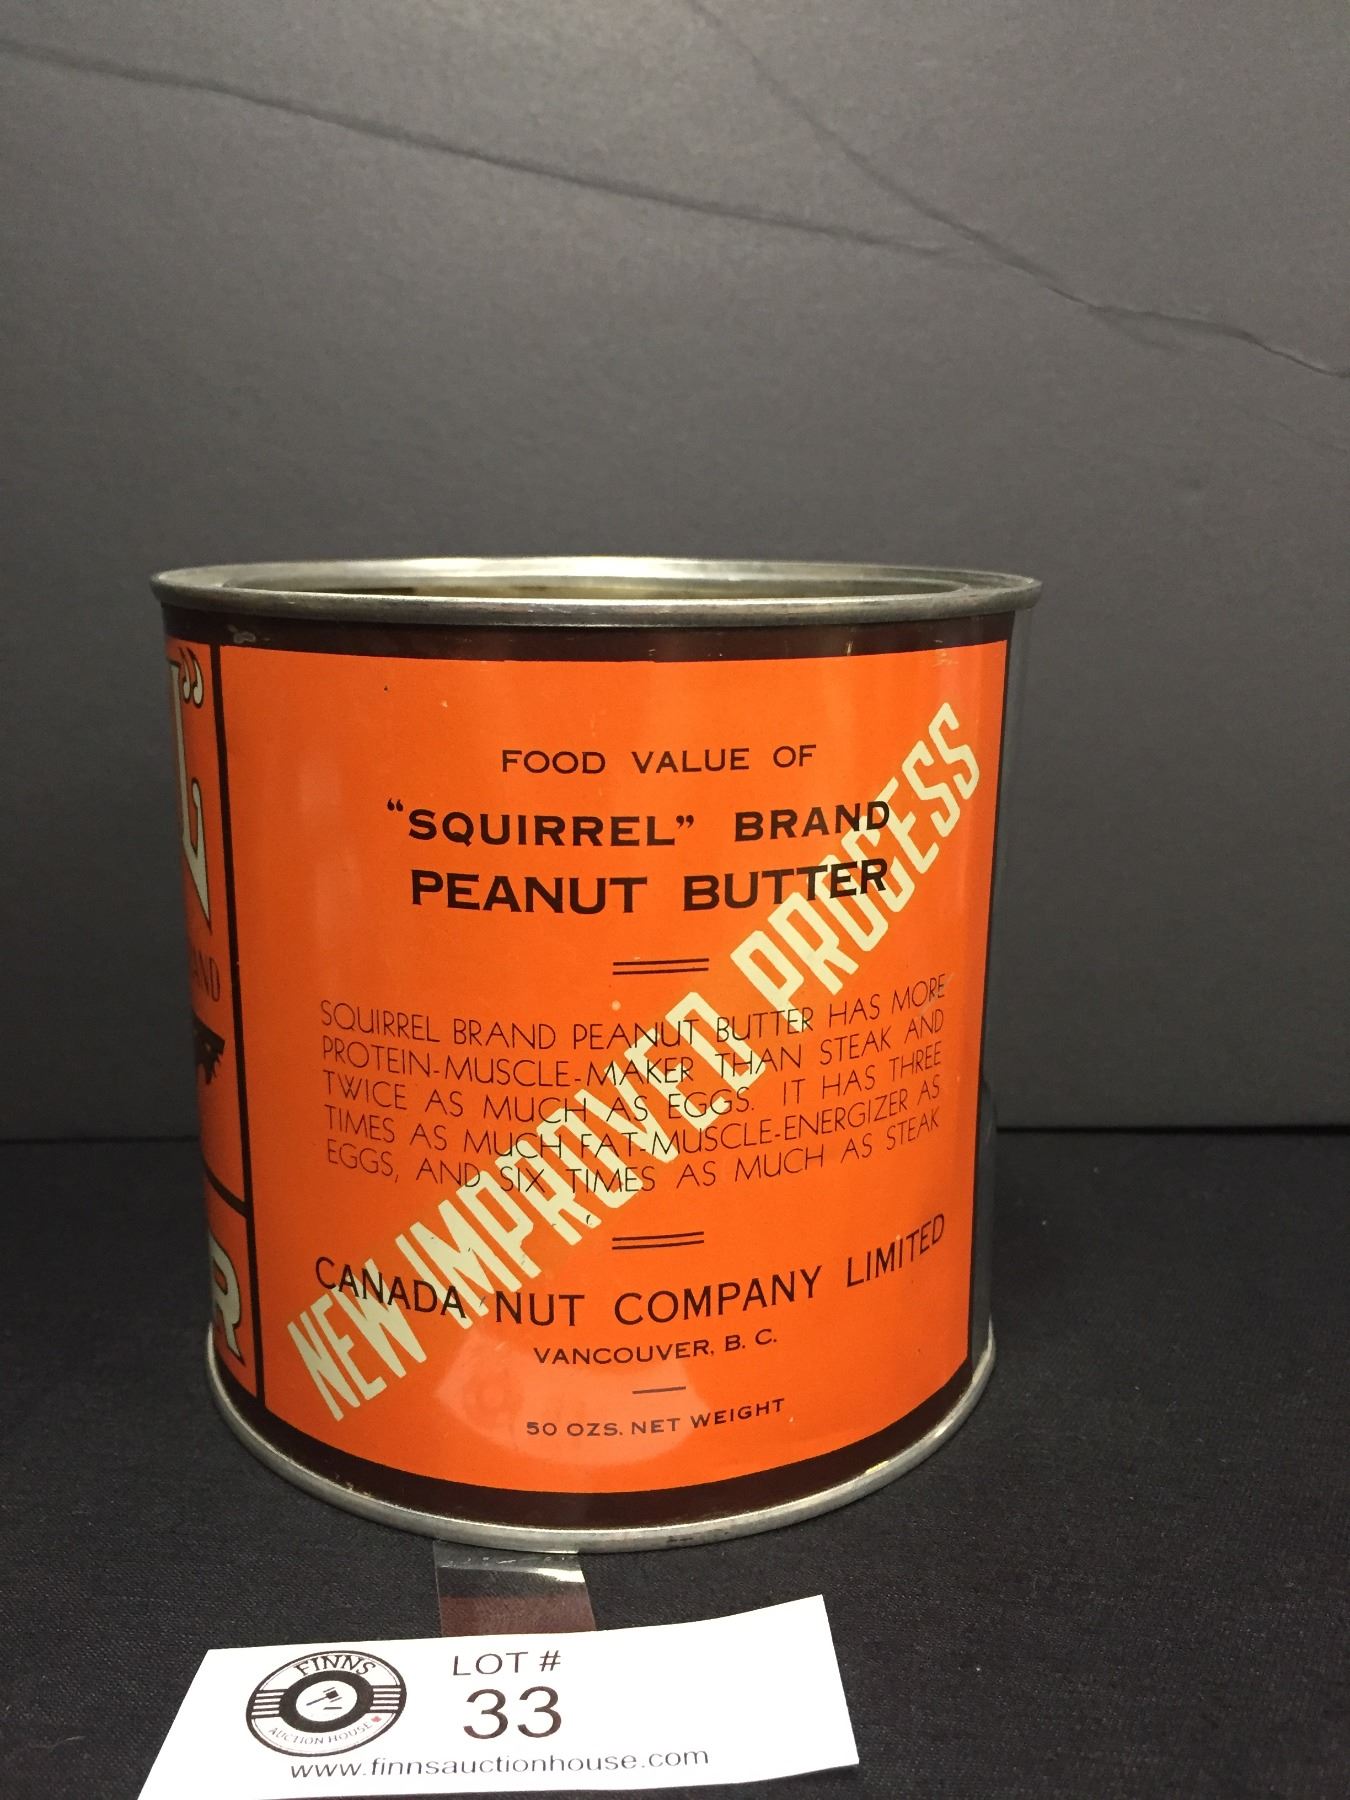 FOOD VALUE OF
"SQUIRREL" BRAND
PEANUT BUTTER
SQUIRREL BRAND PEANUT BUTTER HAS MORE
PROTEIN-MUSCLE-MAKER THAN STEAK AND
TWICE AS MUCH AS EGGS. IT HAS THREE
TIMES AS MUCH FAT-MUSCLE-ENERGIZER AS
EGGS, AND SIX TIMES AS MUCH AS STEAK
NEW IMPROVED PROCESS
CANADA NUT COMPANY LIMITED
VANCOUVER, B. C.
50 OZS. NET WEIGHT
FINNS
AUCTION HOUSE
LOT #
33
www.finnsauctionhouse.com